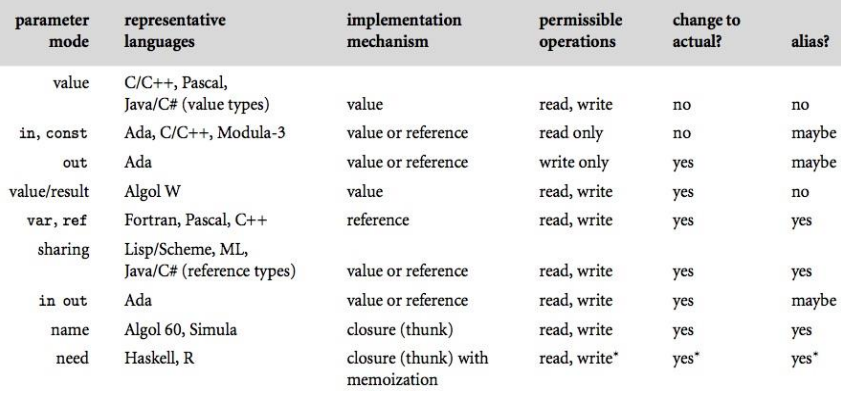 parameter representative implementation permissible change to
mode languages mechanism operations actual? alias?
value C/C++, Pascal,
Java/C# (value types) value read, write no no
in, const Ada, C/C++, Modula-3 value or reference read only no maybe
out Ada value or reference write only yes maybe
value/result Algol W value read, write yes no
var, ref Fortran, Pascal, C++ reference read, write yes yes
sharing Lisp/Scheme, ML,
Java/C# (reference types) value or reference read, write yes yes
in out Ada value or reference read, write yes maybe
name Algol 60, Simula closure (thunk) read, write yes yes
need Haskell, R closure (thunk) with read, write* yes* yes*
memoization